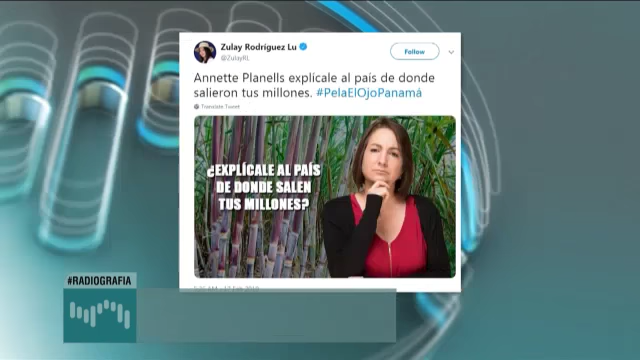 Zulay Rodríguez Lu
@ZulayRL
Follow
Annette Planells explícale al país de donde
salieron tus millones. #PelaElOjoPanamá
Translate Tweet
¿EXPLÍCALE AL PAÍS
DE DONDE SALEN
TUS MILLONES?
#RADIOGRAFIA